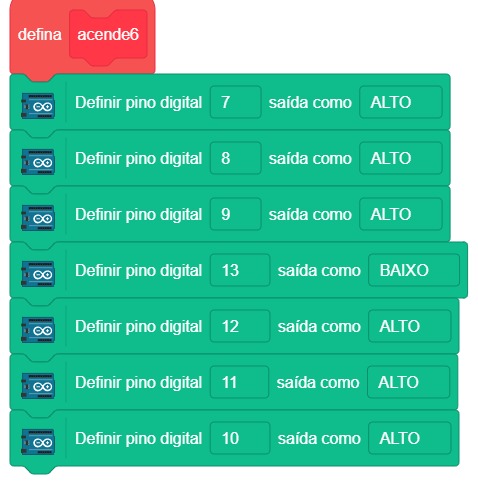 defina acende6
Definir pino digital 7 saída como ALTO
Definir pino digital 8 saída como ALTO
Definir pino digital 9 saída como ALTO
Definir pino digital 13 saída como BAIXO
Definir pino digital 12 saída como ALTO
Definir pino digital 11 saída como ALTO
Definir pino digital 10 saída como ALTO